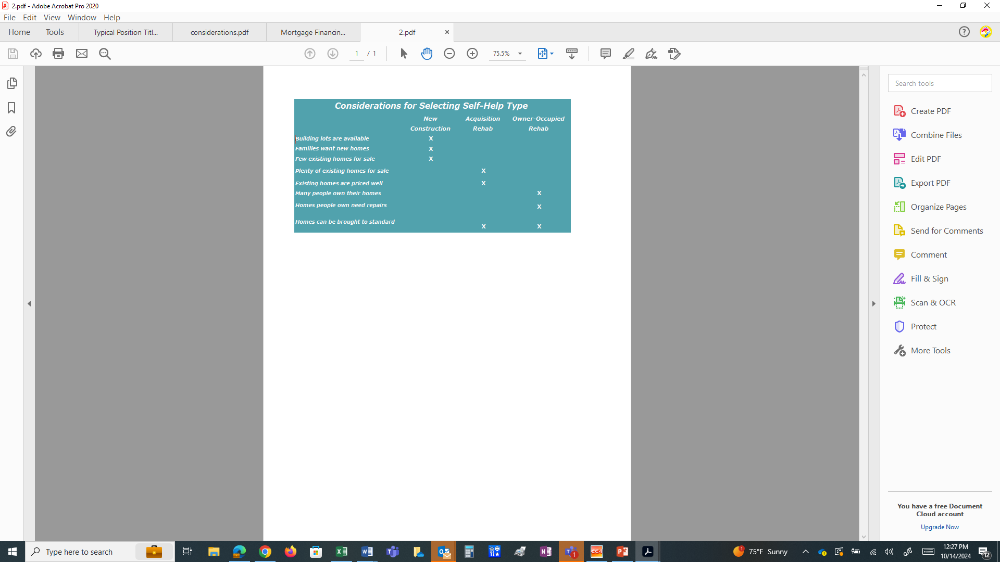 2.pdf - Adobe Acrobat Pro 2020
File Edit View Window Help
Home Tools Typical Position Titl... considerations.pdf Mortgage Financin... 2.pdf
1 / 1 75.5%
Considerations for Selecting Self-Help Type
New Acquisition Owner-Occupied
Construction Rehab Rehab
Building lots are available X
Families want new homes X
Few existing homes for sale X
Plenty of existing homes for sale X
Existing homes are priced well X
Many people own their homes X
Homes people own need repairs X
Homes can be brought to standard X X
Search tools
Create PDF
Combine Files
Edit PDF
Export PDF
Organize Pages
Send for Comments
Comment
Fill & Sign
Scan & OCR
Protect
More Tools
You have a free Document
Cloud account
Upgrade Now
Type here to search
CC4
1
1
75°F Sunny
12:27 PM
10/14/2024
12